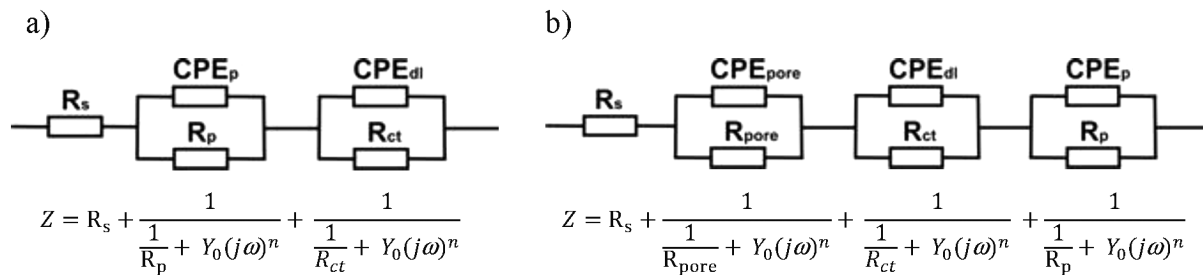 a)
CPEp CPEdl
Rs
Rp Rct
Z = Rs + 1/(1/Rp + Y0(jω)^n) + 1/(1/Rct + Y0(jω)^n)
b)
CPEpore CPEdl CPEp
Rs
Rpore Rct Rp
Z = Rs + 1/(1/Rpore + Y0(jω)^n) + 1/(1/Rct + Y0(jω)^n) + 1/(1/Rp + Y0(jω)^n)